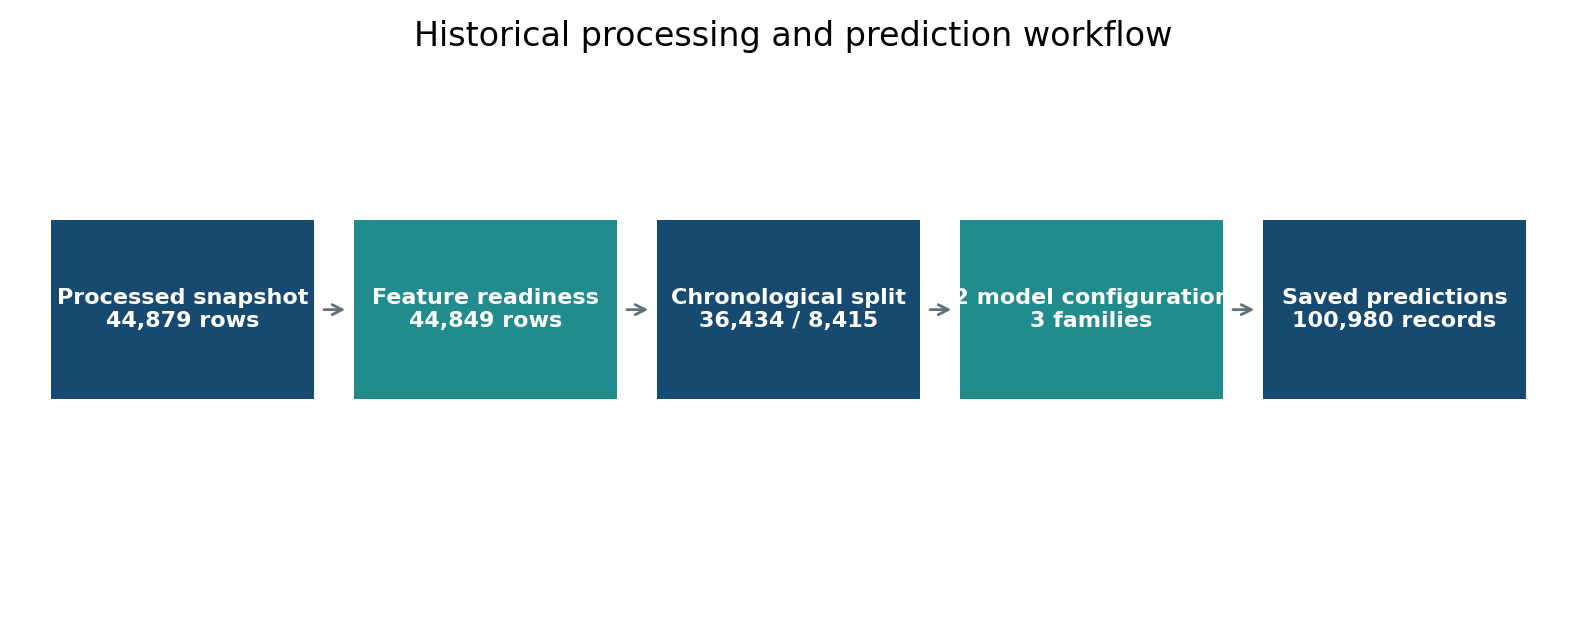 Historical processing and prediction workflow
Processed snapshot
44,879 rows
Feature readiness
44,849 rows
Chronological split
36,434 / 8,415
2 model configuration
3 families
Saved predictions
100,980 records